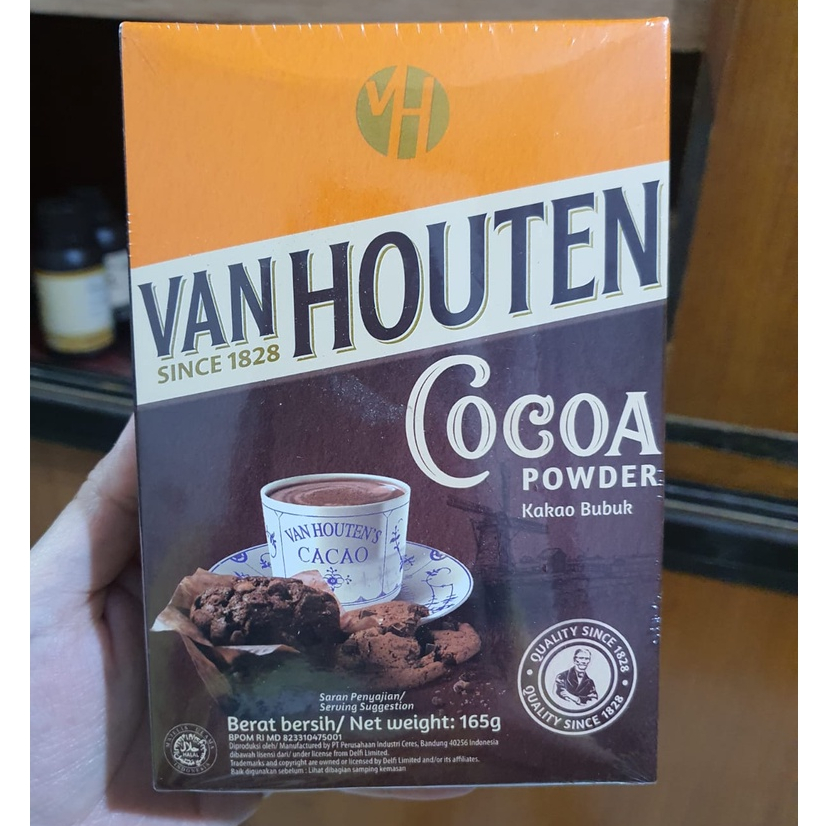 VH
VAN HOUTEN
SINCE 1828
COCOA
POWDER
Kakao Bubuk
VAN HOUTEN'S
CACAO
QUALITY SINCE 1828
QUALITY SINCE 1828
Saran Penyajian/
Serving Suggestion
Berat bersih/ Net weight: 165g
BPOM RI MD 823310475001
Diproduksi oleh/ Manufactured by PT Perusahaan Industri Ceres, Bandung 40256 Indonesia
dibawah lisensi dari/ under license from Delfi Limited.
Trademarks and copyright are owned or licensed by Delfi Limited and/or its affiliates.
Baik digunakan sebelum : Lihat dibagian samping kemasan
HALAL